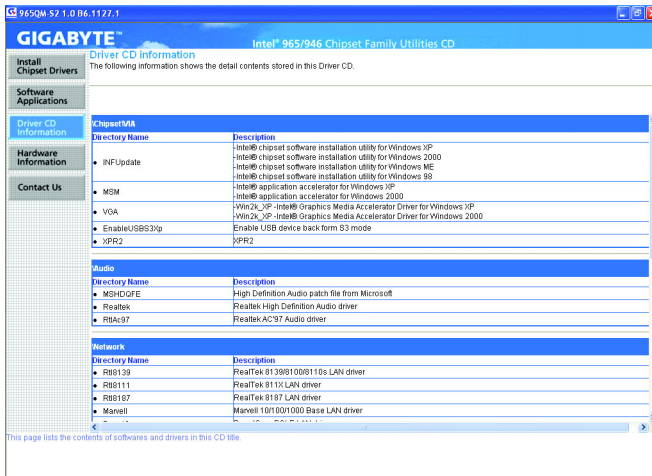 965QM-S2 1.0 B6.1127.1
GIGABYTE™
Intel® 965/946 Chipset Family Utilities CD
Install
Chipset Drivers
Software
Applications
Driver CD
Information
Hardware
Information
Contact Us
Driver CD information
The following information shows the detail contents stored in this Driver CD.
\Chipset\VIA
Directory Name Description
• INFUpdate
-Intel® chipset software installation utility for Windows XP
-Intel® chipset software installation utility for Windows 2000
-Intel® chipset software installation utility for Windows ME
-Intel® chipset software installation utility for Windows 98
• MSM
-Intel® application accelerator for Windows XP
-Intel® application accelerator for Windows 2000
• VGA
-Win2k_XP -Intel® Graphics Media Accelerator Driver for Windows XP
-Win2k_XP -Intel® Graphics Media Accelerator Driver for Windows 2000
• EnableUSBS3Xp Enable USB device back form S3 mode
• XPR2 XPR2
\Audio
Directory Name Description
• MSHDQFE High Definition Audio patch file from Microsoft
• Realtek Realtek High Definition Audio driver
• RtlAc97 Realtek AC'97 Audio driver
\Network
Directory Name Description
• Rtl8139 RealTek 8139/8100/8110s LAN driver
• Rtl8111 RealTek 811X LAN driver
• Rtl8187 RealTek 8187 LAN driver
• Marvell Marvell 10/100/1000 Base LAN driver
This page lists the contents of softwares and drivers in this CD title.